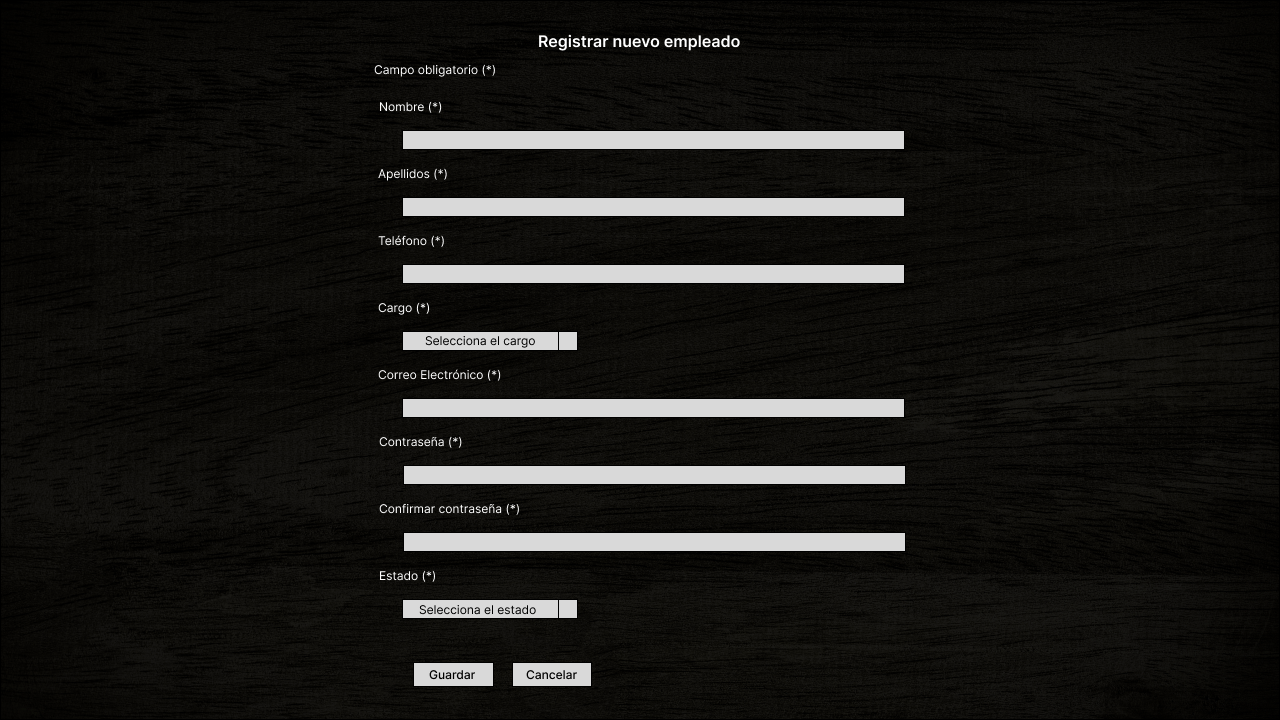 Registrar nuevo empleado
Campo obligatorio (*)
Nombre (*)
Apellidos (*)
Teléfono (*)
Cargo (*)
Selecciona el cargo
Correo Electrónico (*)
Contraseña (*)
Confirmar contraseña (*)
Estado (*)
Selecciona el estado
Guardar Cancelar